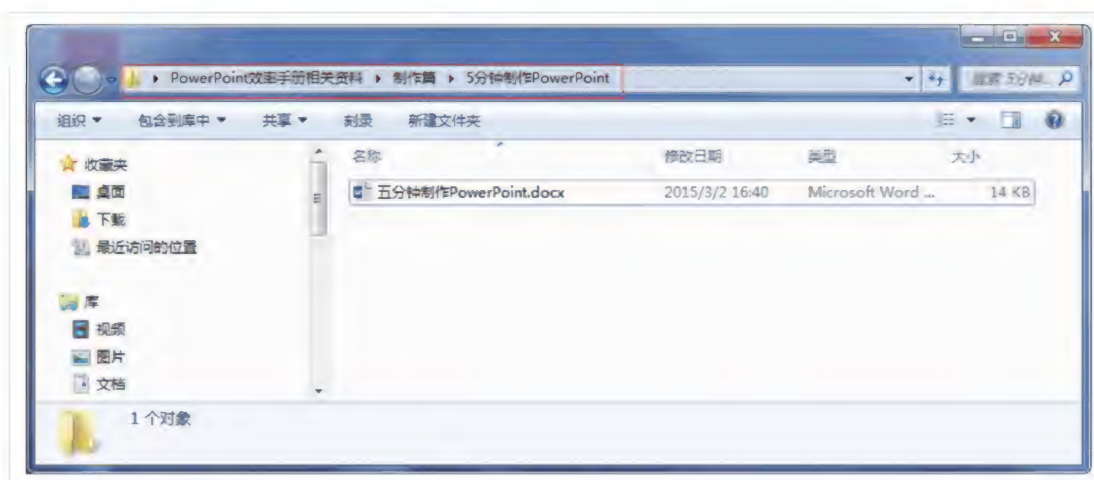 PowerPoint效率手册相关资料 ▸ 制作篇 ▸ 5分钟制作PowerPoint
组织 包含到库中 共享 刻录 新建文件夹
收藏夹
桌面
下载
最近访问的位置
库
视频
图片
文档
名称 修改日期 类型 大小
五分钟制作PowerPoint.docx 2015/3/2 16:40 Microsoft Word ... 14 KB
1 个对象